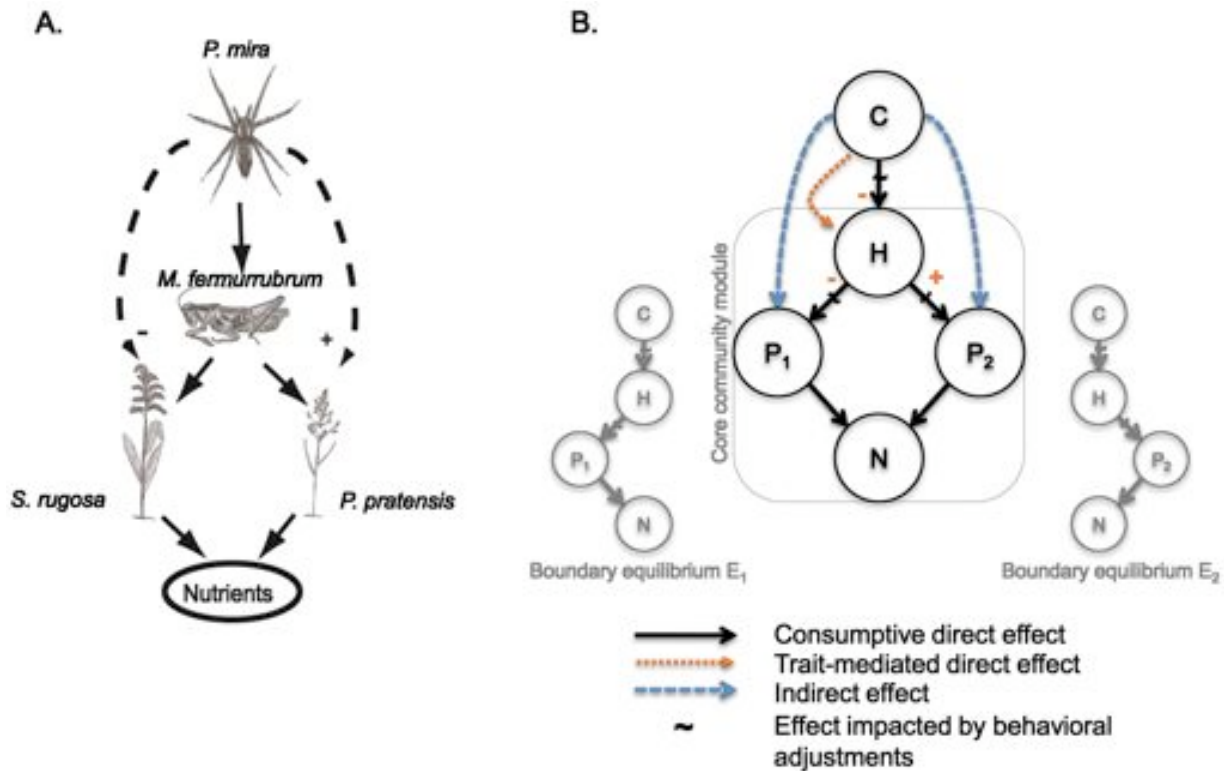 A.
P. mira
M. fermurrubrum
-
+
S. rugosa
P. pratensis
Nutrients
B.
C
-
H
-
+
P1
P2
N
Core community module
C
H
P1
N
Boundary equilibrium E1
C
H
P2
N
Boundary equilibrium E2
Consumptive direct effect
Trait-mediated direct effect
Indirect effect
~ Effect impacted by behavioral
adjustments